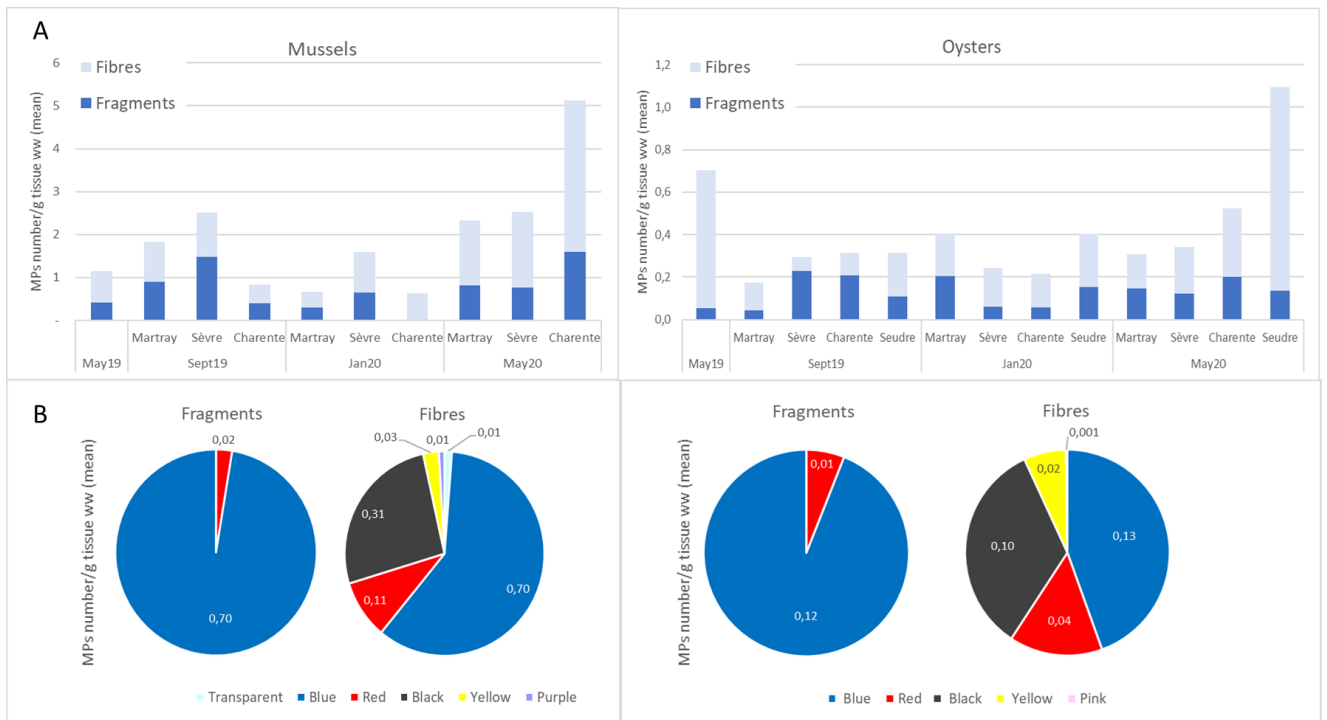 A
Mussels
Fibres
Fragments
MPs number/g tissue ww (mean)
6
5
4
3
2
1
-
Martray Sèvre Charente Martray Sèvre Charente Martray Sèvre Charente
May19 Sept19 Jan20 May20
Oysters
Fibres
Fragments
MPs number/g tissue ww (mean)
1,2
1,0
0,8
0,6
0,4
0,2
0,0
Martray Sèvre Charente Seudre Martray Sèvre Charente Seudre Martray Sèvre Charente Seudre
May19 Sept19 Jan20 May20
B
MPs number/g tissue ww (mean)
Fragments
0,02
0,70
Fibres
0,03 0,01 0,01
0,31
0,70
0,11
Transparent Blue Red Black Yellow Purple
MPs number/g tissue ww (mean)
Fragments
0,01
0,12
Fibres
0,001
0,02
0,13
0,10
0,04
Blue Red Black Yellow Pink